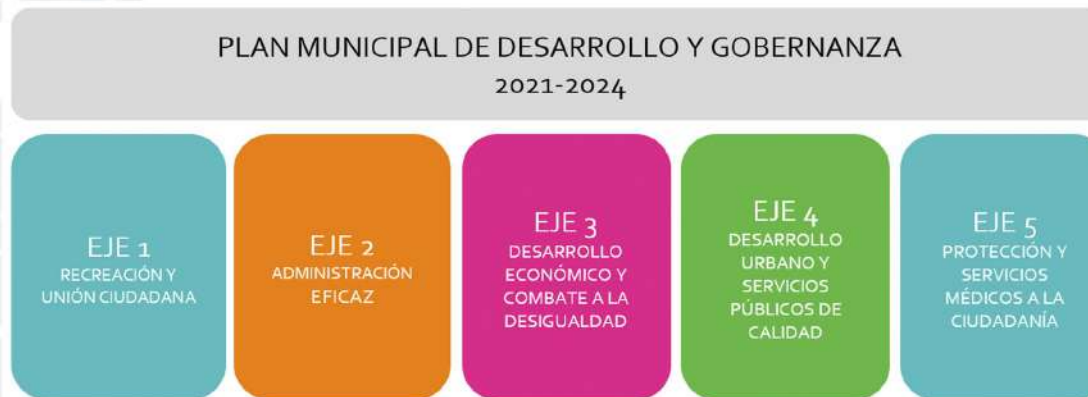 PLAN MUNICIPAL DE DESARROLLO Y GOBERNANZA
2021-2024
EJE 1
RECREACIÓN Y
UNIÓN CIUDADANA
EJE 2
ADMINISTRACIÓN
EFICAZ
EJE 3
DESARROLLO
ECONÓMICO Y
COMBATE A LA
DESIGUALDAD
EJE 4
DESARROLLO
URBANO Y
SERVICIOS
PÚBLICOS DE
CALIDAD
EJE 5
PROTECCIÓN Y
SERVICIOS
MÉDICOS A LA
CIUDADANÍA